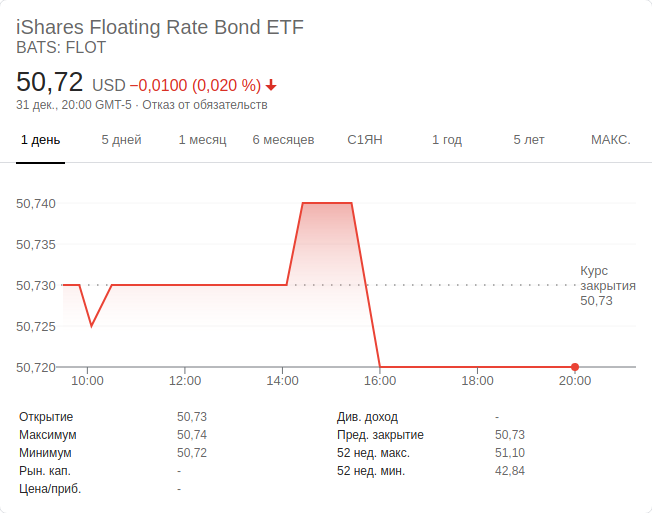 iShares Floating Rate Bond ETF
BATS: FLOT
50,72 USD −0,0100 (0,020 %)
31 дек., 20:00 GMT-5 · Отказ от обязательств
1 день 5 дней 1 месяц 6 месяцев С1ЯН 1 год 5 лет МАКС.
50,740
50,735
50,730
50,725
50,720
Курс
закрытия
50,73
10:00 12:00 14:00 16:00 18:00 20:00
Открытие 50,73 Див. доход -
Максимум 50,74 Пред. закрытие 50,73
Минимум 50,72 52 нед. макс. 51,10
Рын. кап. - 52 нед. мин. 42,84
Цена/приб. -